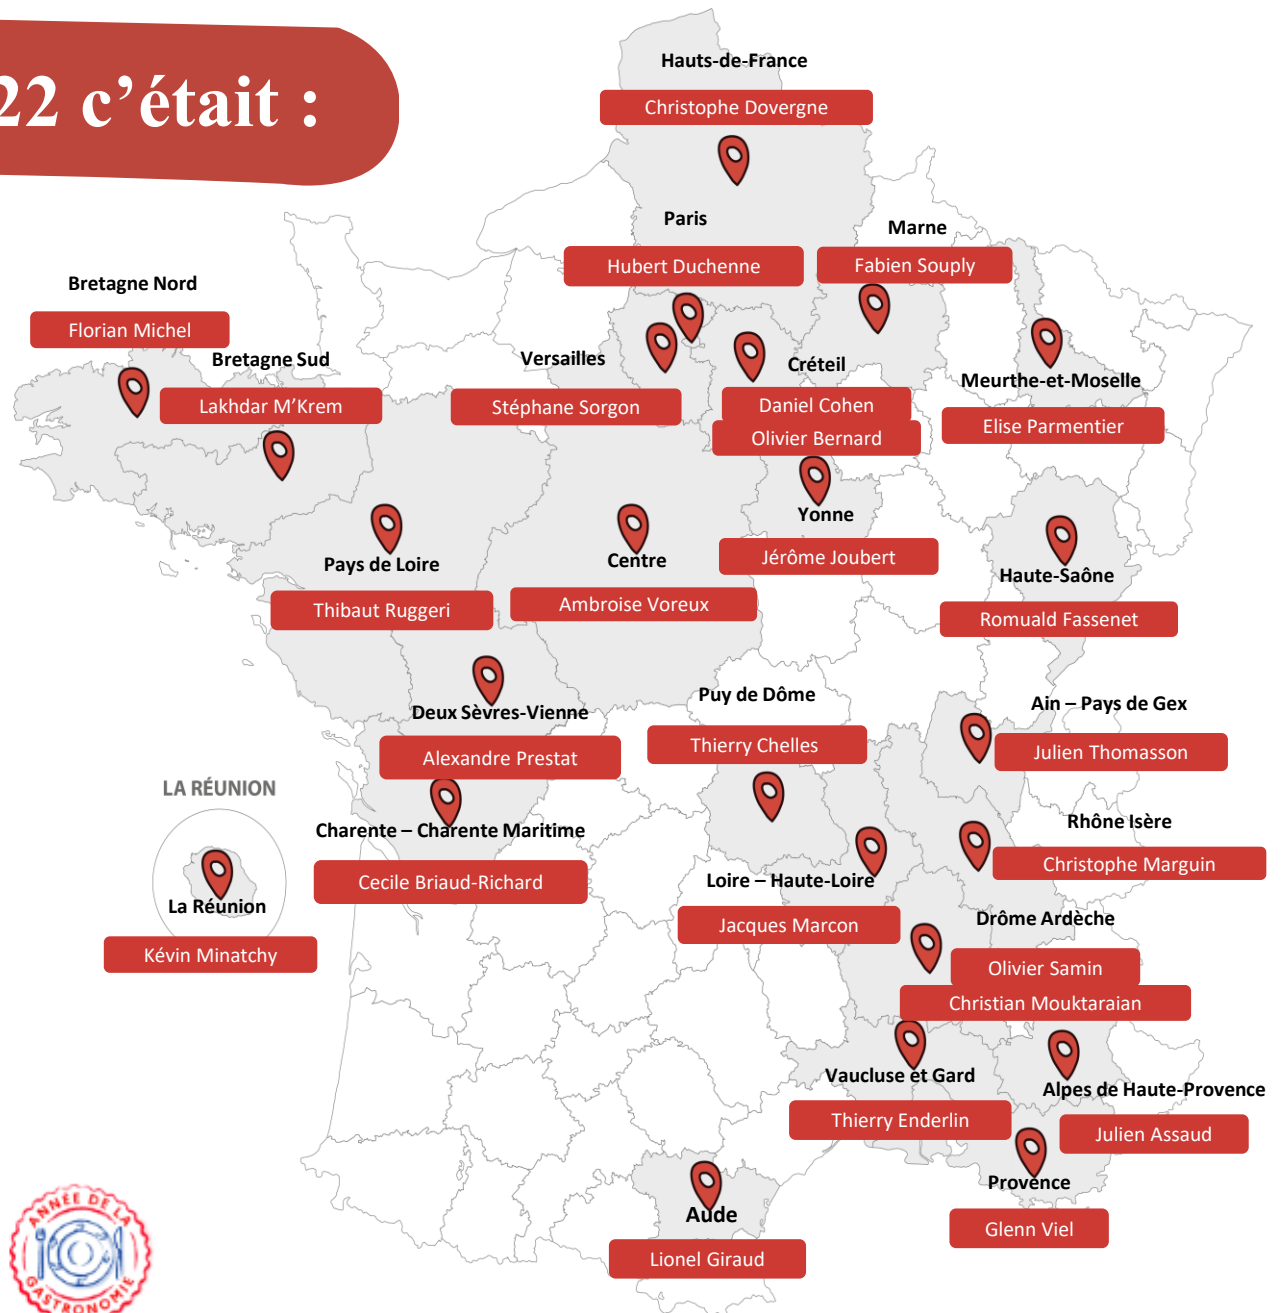 22 c’était :
Hauts-de-France
Christophe Dovergne
Paris
Hubert Duchenne
Marne
Fabien Souply
Bretagne Nord
Florian Michel
Bretagne Sud
Lakhdar M’Krem
Versailles
Stéphane Sorgon
Créteil
Daniel Cohen
Olivier Bernard
Meurthe-et-Moselle
Elise Parmentier
Yonne
Jérôme Joubert
Pays de Loire
Thibaut Ruggeri
Centre
Ambroise Voreux
Haute-Saône
Romuald Fassenet
Deux Sèvres-Vienne
Alexandre Prestat
Puy de Dôme
Thierry Chelles
Ain – Pays de Gex
Julien Thomasson
LA RÉUNION
La Réunion
Kévin Minatchy
Charente – Charente Maritime
Cecile Briaud-Richard
Rhône Isère
Christophe Marguin
Loire – Haute-Loire
Jacques Marcon
Drôme Ardèche
Olivier Samin
Christian Mouktaraian
Vaucluse et Gard
Thierry Enderlin
Alpes de Haute-Provence
Julien Assaud
Provence
Glenn Viel
Aude
Lionel Giraud
ANNÉE DE LA
GASTRONOMIE